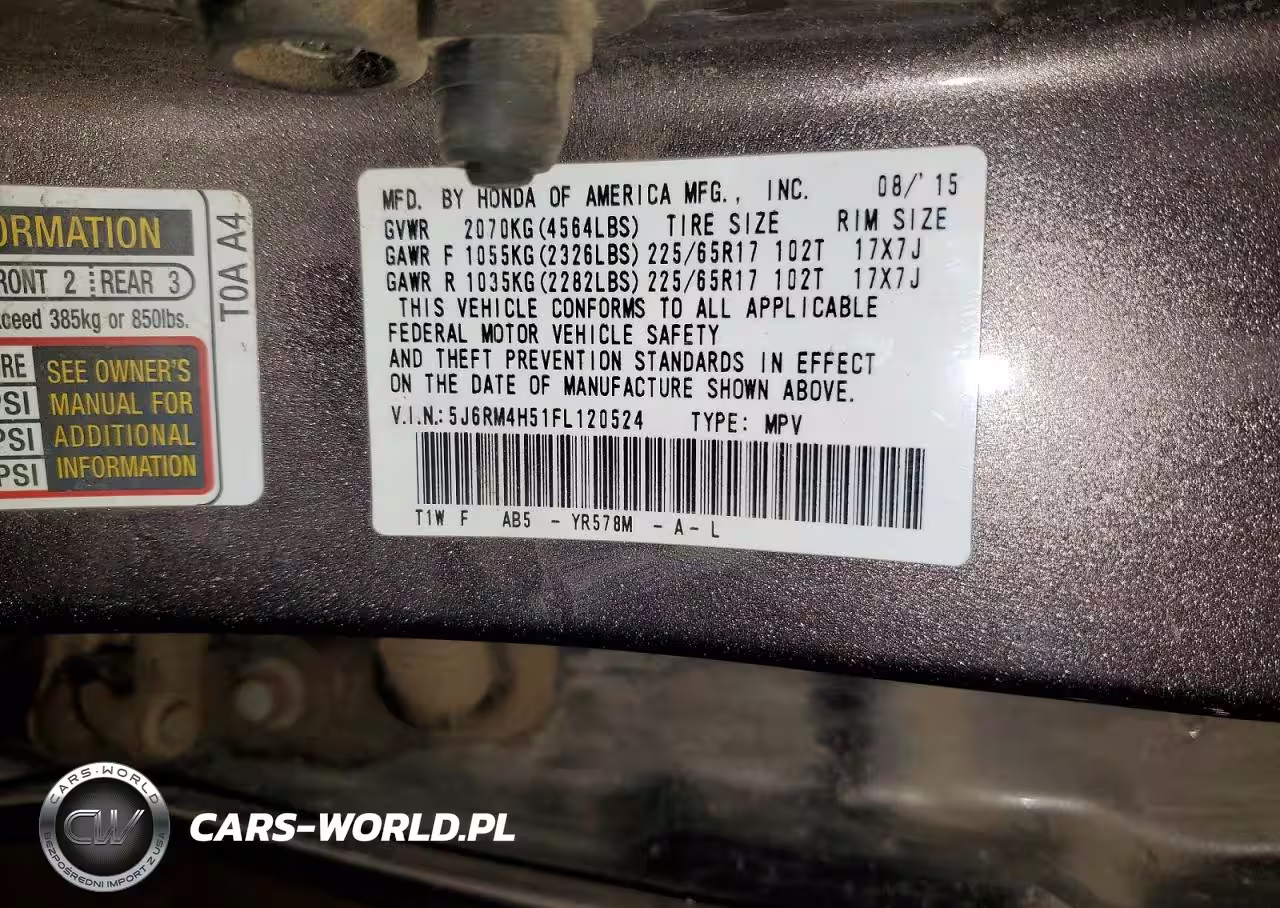 ORMATION
RONT 2 REAR 3
xceed 385kg or 850lbs.
RE
PSI
PSI
PSI
SEE OWNER'S
MANUAL FOR
ADDITIONAL
INFORMATION
T0A A4
MFD. BY HONDA OF AMERICA MFG., INC. 08/'15
GVWR 2070KG(4564LBS) TIRE SIZE RIM SIZE
GAWR F 1055KG(2326LBS) 225/65R17 102T 17X7J
GAWR R 1035KG(2282LBS) 225/65R17 102T 17X7J
THIS VEHICLE CONFORMS TO ALL APPLICABLE
FEDERAL MOTOR VEHICLE SAFETY
AND THEFT PREVENTION STANDARDS IN EFFECT
ON THE DATE OF MANUFACTURE SHOWN ABOVE.
V.I.N.: 5J6RM4H51FL120524 TYPE: MPV
T1W F AB5 - YR578M - A - L
CARS-WORLD
CW
BEZPOŚREDNI IMPORT Z USA
CARS-WORLD.PL